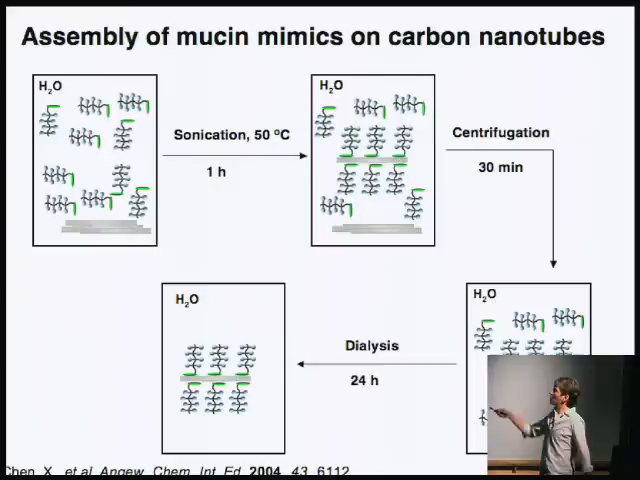 Assembly of mucin mimics on carbon nanotubes
H₂O
H₂O
Sonication, 50 ºC
1 h
Centrifugation
30 min
H₂O
H₂O
Dialysis
24 h
Chen, X. et al. Angew. Chem. Int. Ed. 2004, 43, 6112